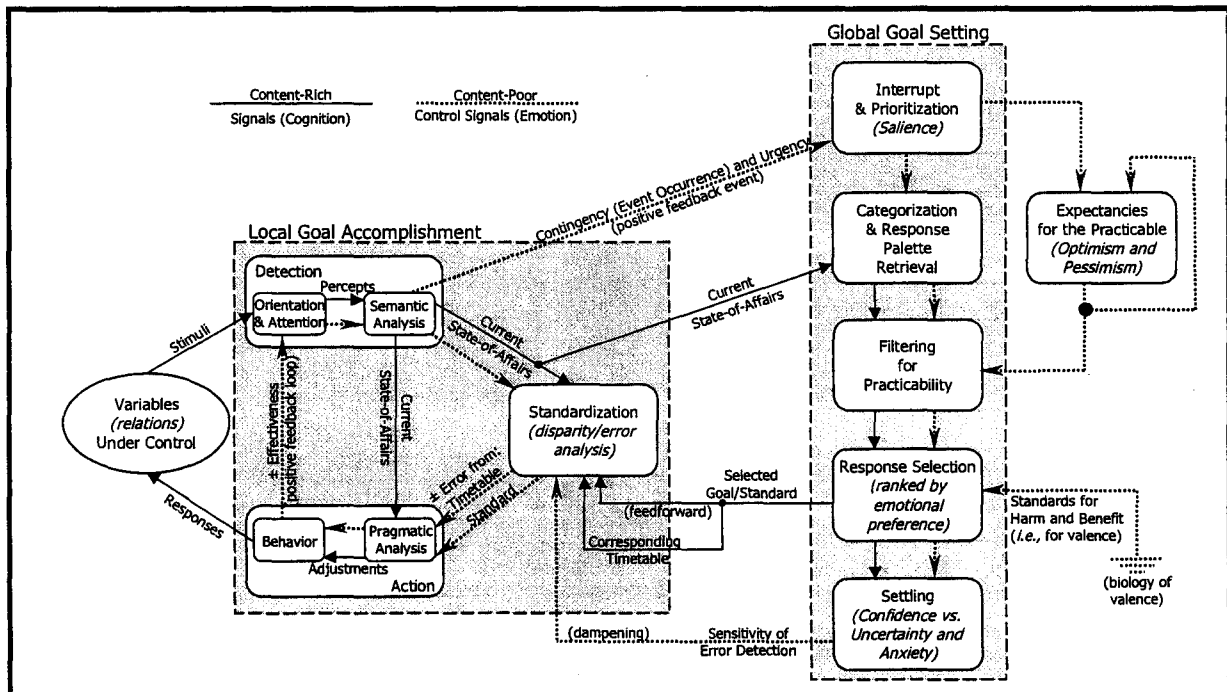 Global Goal Setting
Content-Rich
Signals (Cognition)
Content-Poor
Control Signals (Emotion)
Interrupt
& Prioritization
(Salience)
Contingency (Event Occurrence) and Urgency
(positive feedback event)
Categorization
& Response
Palette
Retrieval
Expectancies
for the Practicable
(Optimism and
Pessimism)
Local Goal Accomplishment
Detection
Percepts
Orientation
& Attention
Semantic
Analysis
Current
State-of-Affairs
Current
State-of-Affairs
Stimuli
Filtering
for
Practicability
Variables
(relations)
Under Control
± Effectiveness
(positive feedback loop)
Current
State-of-Affairs
Standardization
(disparity/error
analysis)
± Error from:
Timetable
Standard
Selected
Goal/Standard
(feedforward)
Corresponding
Timetable
Response Selection
(ranked by
emotional
preference)
Standards for
Harm and Benefit
(i.e., for valence)
(biology of
valence)
Responses
Behavior
Pragmatic
Analysis
Adjustments
Action
(dampening)
Sensitivity of
Error Detection
Settling
(Confidence vs.
Uncertainty and
Anxiety)